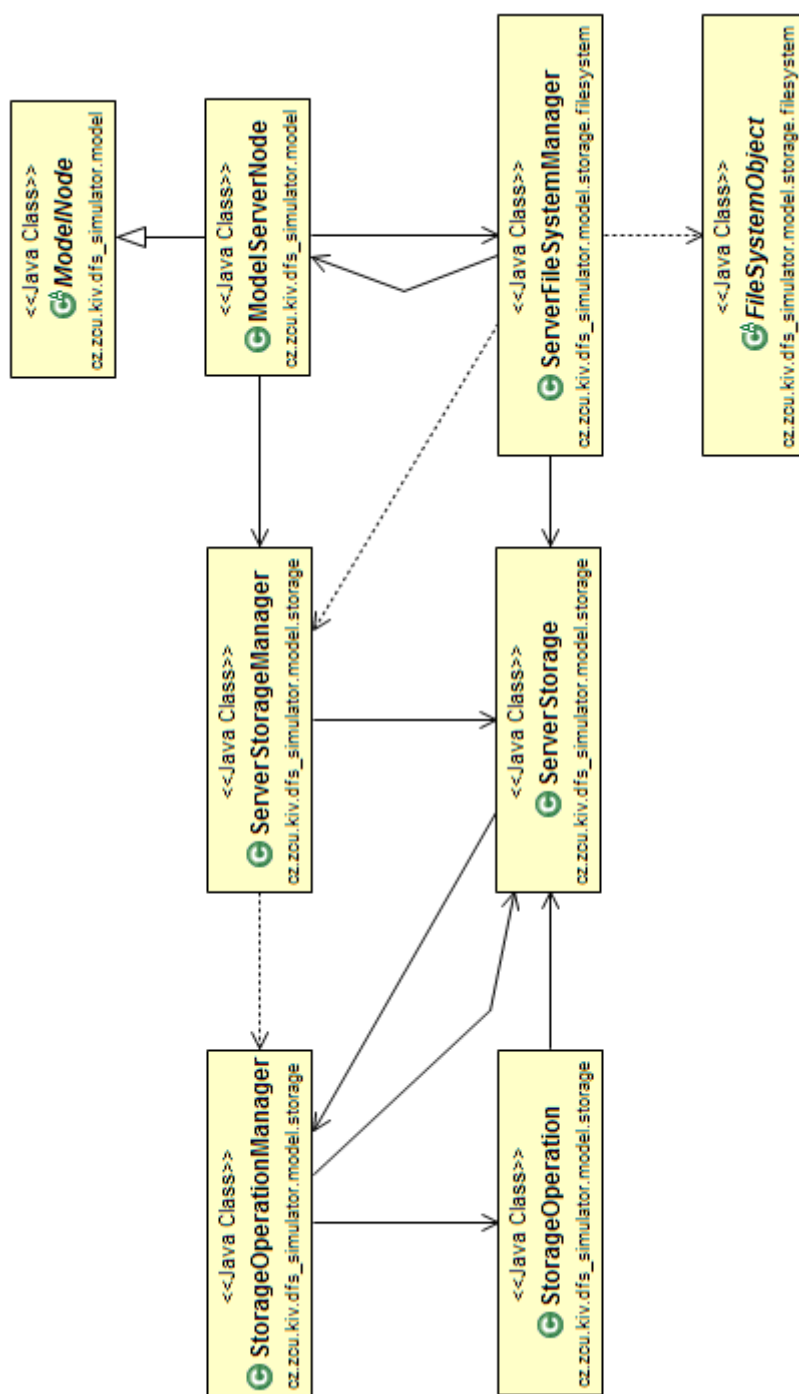 <<Java Class>>
ModelNode
cz.zcu.kiv.dfs_simulator.model
<<Java Class>>
StorageOperationManager
cz.zcu.kiv.dfs_simulator.model.storage
<<Java Class>>
ServerStorageManager
cz.zcu.kiv.dfs_simulator.model.storage
<<Java Class>>
ModelServerNode
cz.zcu.kiv.dfs_simulator.model
<<Java Class>>
StorageOperation
cz.zcu.kiv.dfs_simulator.model.storage
<<Java Class>>
ServerStorage
cz.zcu.kiv.dfs_simulator.model.storage
<<Java Class>>
ServerFileSystemManager
cz.zcu.kiv.dfs_simulator.model.storage.filesystem
<<Java Class>>
FileSystemObject
cz.zcu.kiv.dfs_simulator.model.storage.filesystem